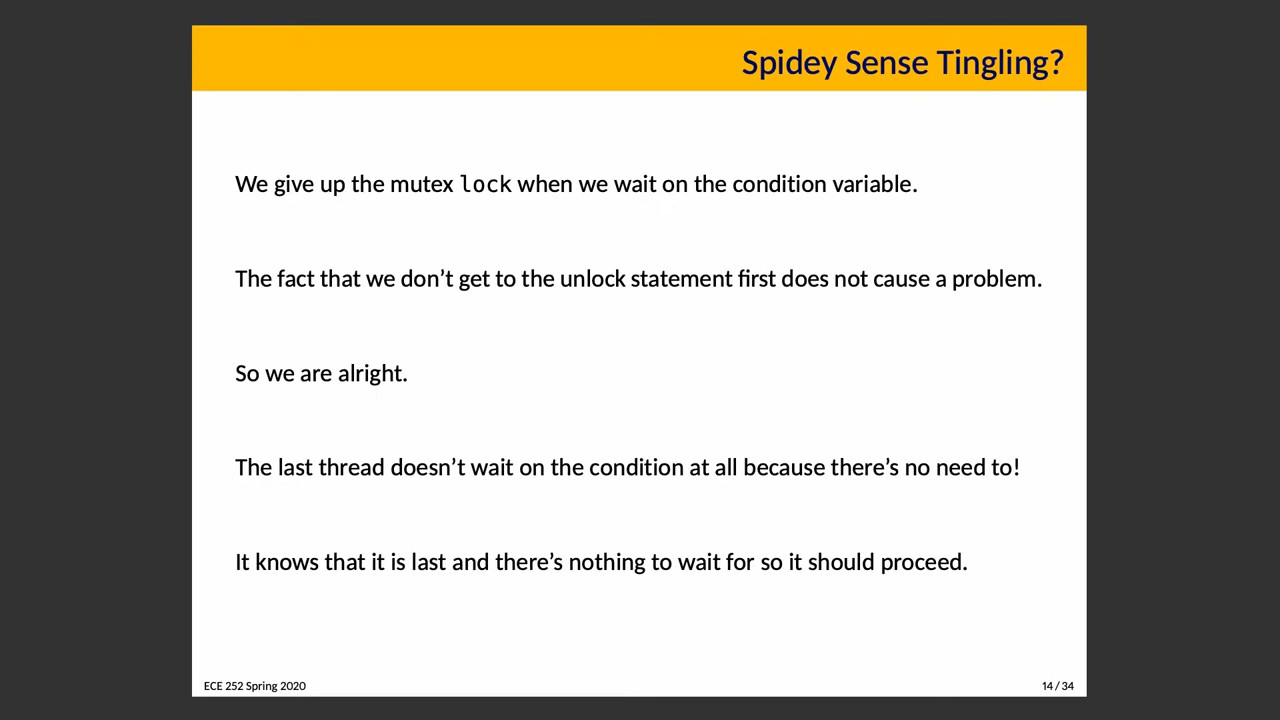 Spidey Sense Tingling?
We give up the mutex lock when we wait on the condition variable.
The fact that we don’t get to the unlock statement first does not cause a problem.
So we are alright.
The last thread doesn’t wait on the condition at all because there’s no need to!
It knows that it is last and there’s nothing to wait for so it should proceed.
ECE 252 Spring 2020
14 / 34